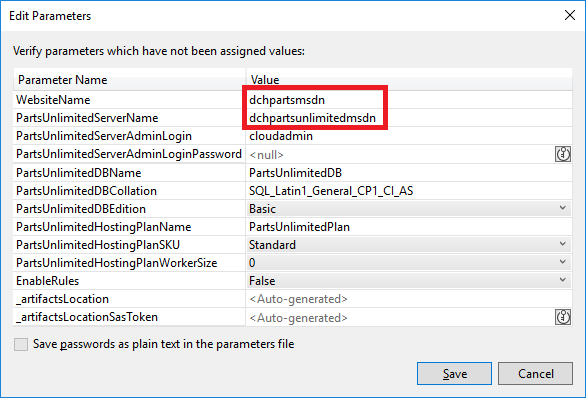 Edit Parameters
Verify parameters which have not been assigned values:
Parameter Name Value
WebsiteName dchpartsmsdn
PartsUnlimitedServerName dchpartsunlimitedmsdn
PartsUnlimitedServerAdminLogin cloudadmin
PartsUnlimitedServerAdminLoginPassword <null>
PartsUnlimitedDBName PartsUnlimitedDB
PartsUnlimitedDBCollation SQL_Latin1_General_CP1_CI_AS
PartsUnlimitedDBEdition Basic
PartsUnlimitedHostingPlanName PartsUnlimitedPlan
PartsUnlimitedHostingPlanSKU Standard
PartsUnlimitedHostingPlanWorkerSize 0
EnableRules False
_artifactsLocation <Auto-generated>
_artifactsLocationSasToken <Auto-generated>
Save passwords as plain text in the parameters file
Save Cancel